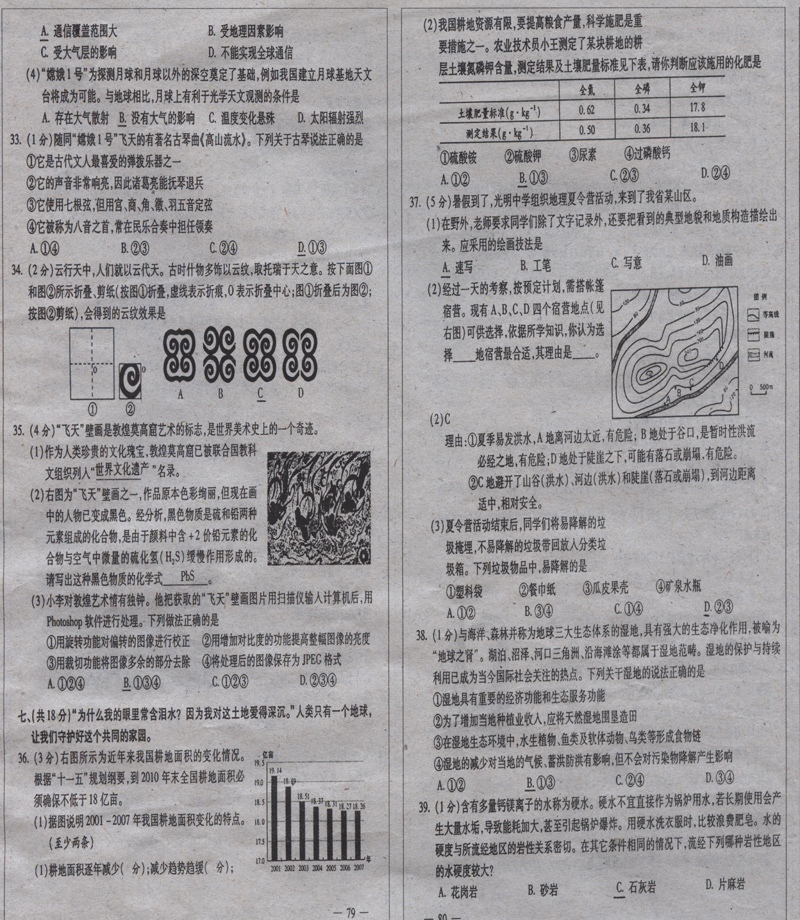 A. 通信覆盖范围大 B. 受地理因素影响
C. 受大气层的影响 D. 不能实现全球通信
(4)“嫦娥1号”为探测月球和月球以外的深空奠定了基础,例如我国建立月球基地天文
台将成为可能。与地球相比,月球上有利于光学天文观测的条件是
A. 存在大气散射 B. 没有大气的影响 C. 温度变化悬殊 D. 太阳辐射强烈
33. (1分)随同“嫦娥1号”飞天的有著名古琴曲《高山流水》。下列关于古琴说法正确的是
①它是古代文人最喜爱的弹拨乐器之一
②它的声音非常响亮,因此诸葛亮能抚琴退兵
③它使用七根弦,但用宫、商、角、徵、羽五音定弦
④它被称为八音之首,常在民乐合奏中担任领奏
A. ①④ B. ②③ C. ②④ D. ①③
34. (2分)云行天中,人们就以云代天。古时什物多饰以云纹,取托瑞于天之意。按下面图①
和图②所示折叠、剪纸(按图①折叠,虚线表示折痕,O表示折叠中心;图①折叠后为图②;
按图②剪纸),会得到的云纹效果是
O O
① ② A B C D
35. (4分)“飞天”壁画是敦煌莫高窟艺术的标志,是世界美术史上的一个奇迹。
(1)作为人类珍贵的文化瑰宝,敦煌莫高窟已被联合国教科
文组织列入“世界文化遗产”名录。
(2)右图为“飞天”壁画之一,作品原本色彩绚丽,但现在画
中的人物已变成黑色。经分析,黑色物质是硫和铅两种
元素组成的化合物,是由于颜料中含+2价铅元素的化
合物与空气中微量的硫化氢(H₂S)缓慢作用形成的。
请写出这种黑色物质的化学式 PbS 。
(3)小李对敦煌艺术情有独钟。他把获取的“飞天”壁画图片用扫描仪输入计算机后,用
Photoshop软件进行处理。下列做法正确的是
①用旋转功能对偏转的图像进行校正 ②用增加对比度的功能提高整幅图像的亮度
③用裁切功能将图像多余的部分去除 ④将处理后的图像保存为JPEG格式
A. ①②④ B. ①③④ C. ①②③ D. ②③④
七、(共18分)“为什么我的眼里常含泪水?因为我对这土地爱得深沉。”人类只有一个地球,
让我们守护好这个共同的家园。
36. (3分)右图所示为近年来我国耕地面积的变化情况。
根据“十一五”规划纲要,到2010年末全国耕地面积必
须确保不低于18亿亩。
(1)据图说明2001-2007年我国耕地面积变化的特点。
(至少两条)
(1)耕地面积逐年减少( 分);减少趋势趋缓( 分);
亿亩
19.5
19.0
18.5
18.0
17.5
17.0
19.14 18.89 18.51 18.37 18.31 18.27 18.26
2001 2002 2003 2004 2005 2006 2007 年
— 79 —
(2)我国耕地资源有限,要提高粮食产量,科学施肥是重
要措施之一。农业技术员小王测定了某块耕地的耕
层土壤氮磷钾含量,测定结果及土壤肥量标准见下表,请你判断应该施用的化肥是
全氮 全磷 全钾
土壤肥量标准(g·kg⁻¹) 0.62 0.34 17.8
测定结果(g·kg⁻¹) 0.50 0.36 18.1
①硫酸铵 ②硫酸钾 ③尿素 ④过磷酸钙
A. ①② B. ①③ C. ②③ D. ②④
37. (5分)暑假到了,光明中学组织地理夏令营活动,来到了我省某山区。
(1)在野外,老师要求同学们除了文字记录外,还要把看到的典型地貌和地质构造描绘出
来。应采用的绘画技法是
A. 速写 B. 工笔 C. 写意 D. 油画
(2)经过一天的考察,按预定计划,需搭帐篷
宿营。现有A、B、C、D四个宿营地点(见
右图)可供选择,依据所学知识,你认为选
择____地宿营最合适,其理由是____。
图例
等高线
河流
0 500m
A B C D
(2)C
理由:①夏季易发洪水,A地离河边太近,有危险;B地处于谷口,是暂时性洪流
必经之地,有危险;D地处于陡崖之下,可能有落石或崩塌,有危险。
②C地避开了山谷(洪水)、河边(洪水)和陡崖(落石或崩塌),到河边距离
适中,相对安全。
(3)夏令营活动结束后,同学们将易降解的垃
圾掩埋,不易降解的垃圾带回放入分类垃
圾箱。下列垃圾物品中,易降解的是
①塑料袋 ②餐巾纸 ③瓜皮果壳 ④矿泉水瓶
A. ①② B. ③④ C. ①④ D. ②③
38. (1分)与海洋、森林并称为地球三大生态体系的湿地,具有强大的生态净化作用,被喻为
“地球之肾”。湖泊、沼泽、河口三角洲、沿海滩涂等都属于湿地范畴。湿地的保护与持续
利用已成为当今国际社会关注的热点。下列关于湿地的说法正确的是
①湿地具有重要的经济功能和生态服务功能
②为了增加当地种植业收入,应将天然湿地围垦造田
③在湿地生态环境中,水生植物、鱼类及软体动物、鸟类等形成食物链
④湿地的减少对当地的气候、蓄洪防洪有影响,但不会对污染物降解产生影响
A. ①② B. ①③ C. ②④ D. ③④
39. (1分)含有多量钙镁离子的水称为硬水。硬水不宜直接作为锅炉用水,若长期使用会产
生大量水垢,导致能耗加大,甚至引起锅炉爆炸。用硬水洗衣服时,比较浪费肥皂。水的
硬度与所流经地区的岩性关系密切。在其它条件相同的情况下,流经下列哪种岩性地区
的水硬度较大?
A. 花岗岩 B. 砂岩 C. 石灰岩 D. 片麻岩
— 80 —